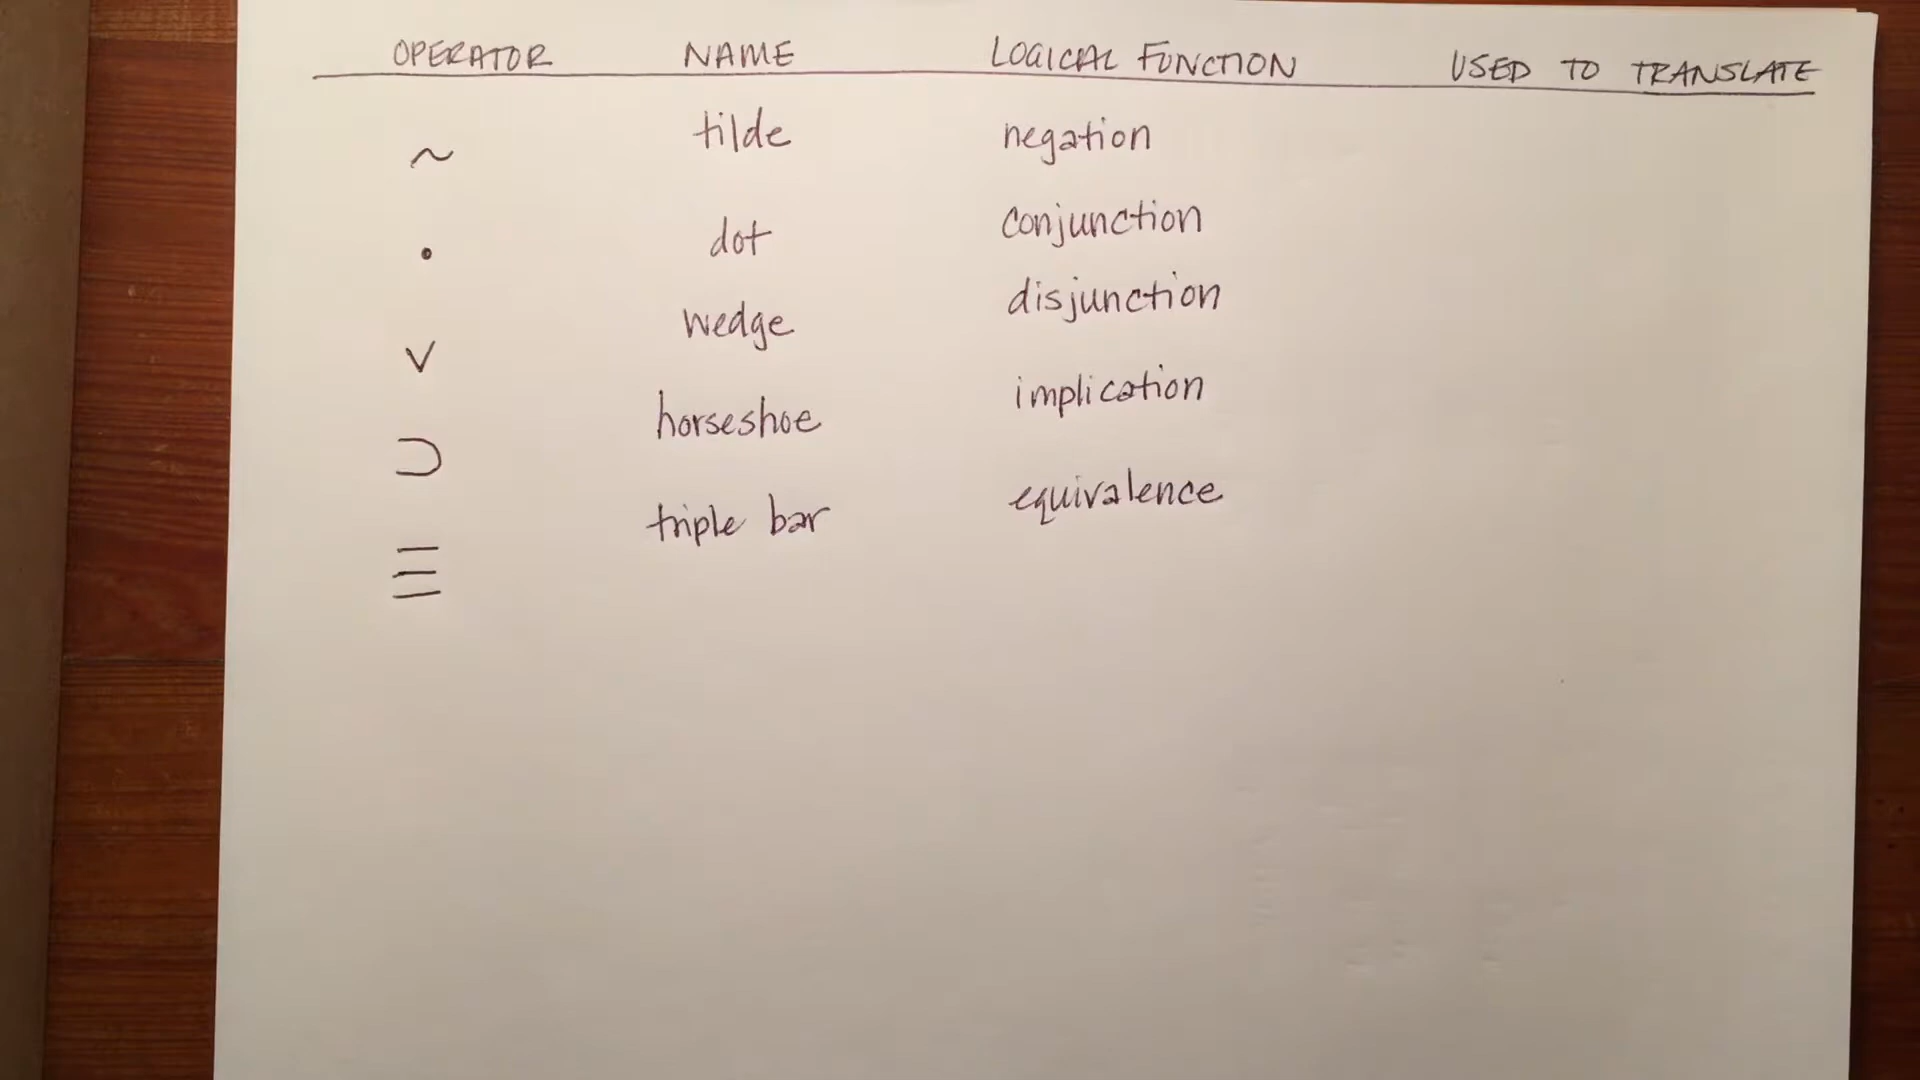 OPERATOR NAME LOGICAL FUNCTION USED TO TRANSLATE
~ tilde negation
• dot conjunction
∨ wedge disjunction
⊃ horseshoe implication
≡ triple bar equivalence